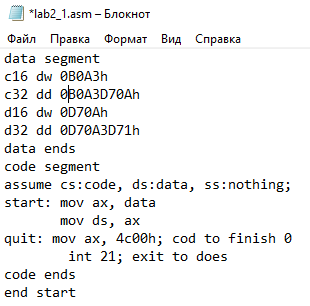 *lab2_1.asm – Блокнот
Файл Правка Формат Вид Справка
data segment
c16 dw 0B0A3h
c32 dd 0B0A3D70Ah
d16 dw 0D70Ah
d32 dd 0D70A3D71h
data ends
code segment
assume cs:code, ds:data, ss:nothing;
start: mov ax, data
mov ds, ax
quit: mov ax, 4c00h; cod to finish 0
int 21; exit to does
code ends
end start